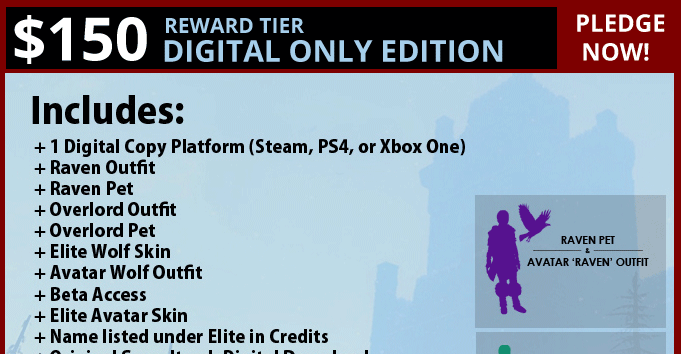 $150 REWARD TIER
DIGITAL ONLY EDITION
PLEDGE
NOW!
Includes:
+ 1 Digital Copy Platform (Steam, PS4, or Xbox One)
+ Raven Outfit
+ Raven Pet
+ Overlord Outfit
+ Overlord Pet
+ Elite Wolf Skin
+ Avatar Wolf Outfit
+ Beta Access
+ Elite Avatar Skin
+ Name listed under Elite in Credits
RAVEN PET
&
AVATAR ‘RAVEN’ OUTFIT